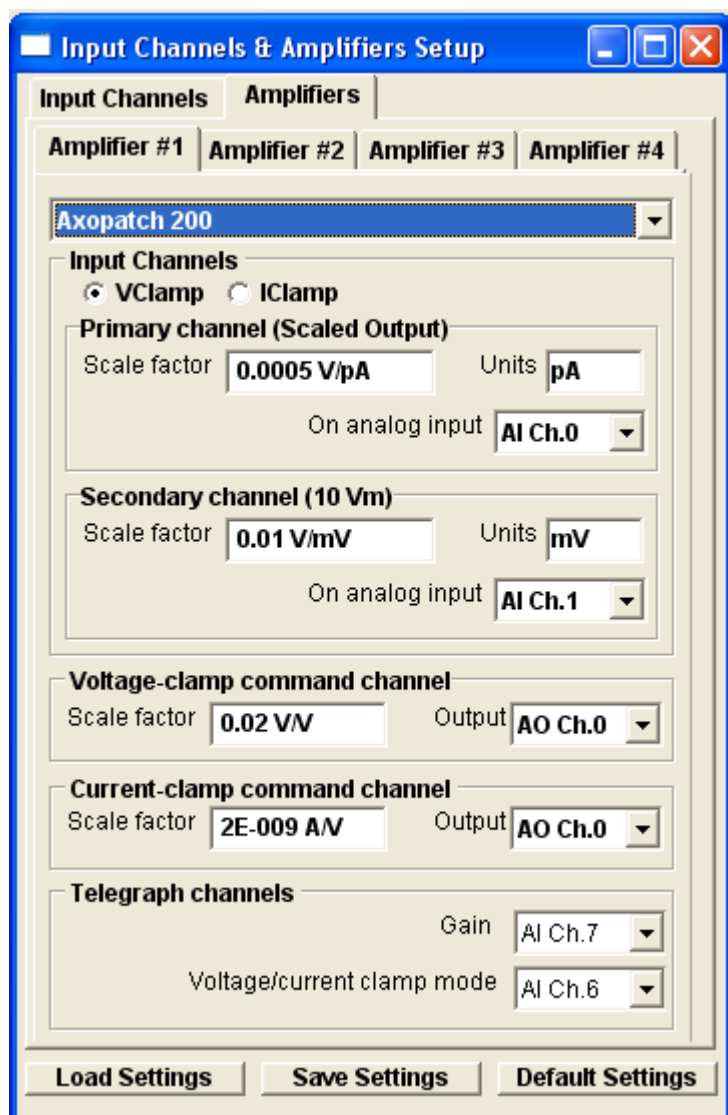 Input Channels & Amplifiers Setup
Input Channels Amplifiers
Amplifier #1 Amplifier #2 Amplifier #3 Amplifier #4
Axopatch 200
Input Channels
VClamp IClamp
Primary channel (Scaled Output)
Scale factor 0.0005 V/pA Units pA
On analog input AI Ch.0
Secondary channel (10 Vm)
Scale factor 0.01 V/mV Units mV
On analog input AI Ch.1
Voltage-clamp command channel
Scale factor 0.02 V/V Output AO Ch.0
Current-clamp command channel
Scale factor 2E-009 A/V Output AO Ch.0
Telegraph channels
Gain AI Ch.7
Voltage/current clamp mode AI Ch.6
Load Settings Save Settings Default Settings